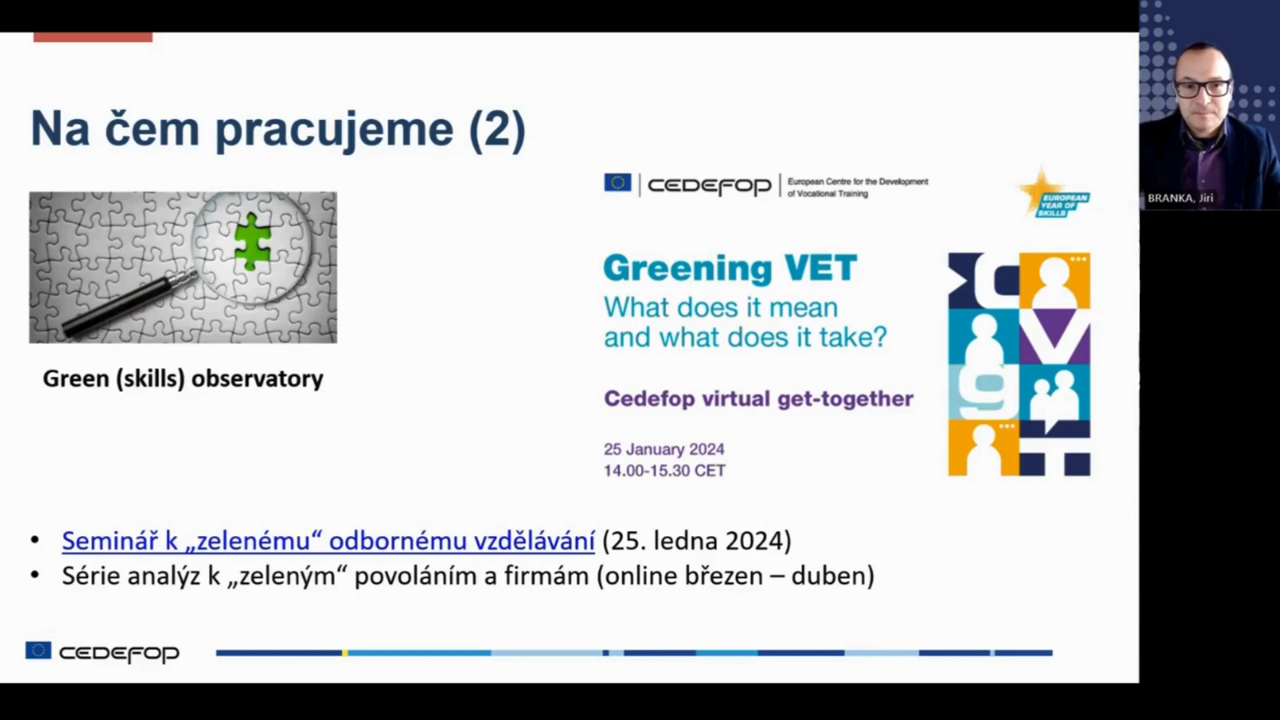 Na čem pracujeme (2)
CEDEFOP
European Centre for the Development
of Vocational Training
EUROPEAN
YEAR OF
SKILLS
BRANKA, Jiri
Greening VET
What does it mean
and what does it take?
Green (skills) observatory
Cedefop virtual get-together
25 January 2024
14.00-15.30 CET
• Seminář k „zelenému“ odbornému vzdělávání (25. ledna 2024)
• Série analýz k „zeleným“ povoláním a firmám (online březen – duben)
CEDEFOP